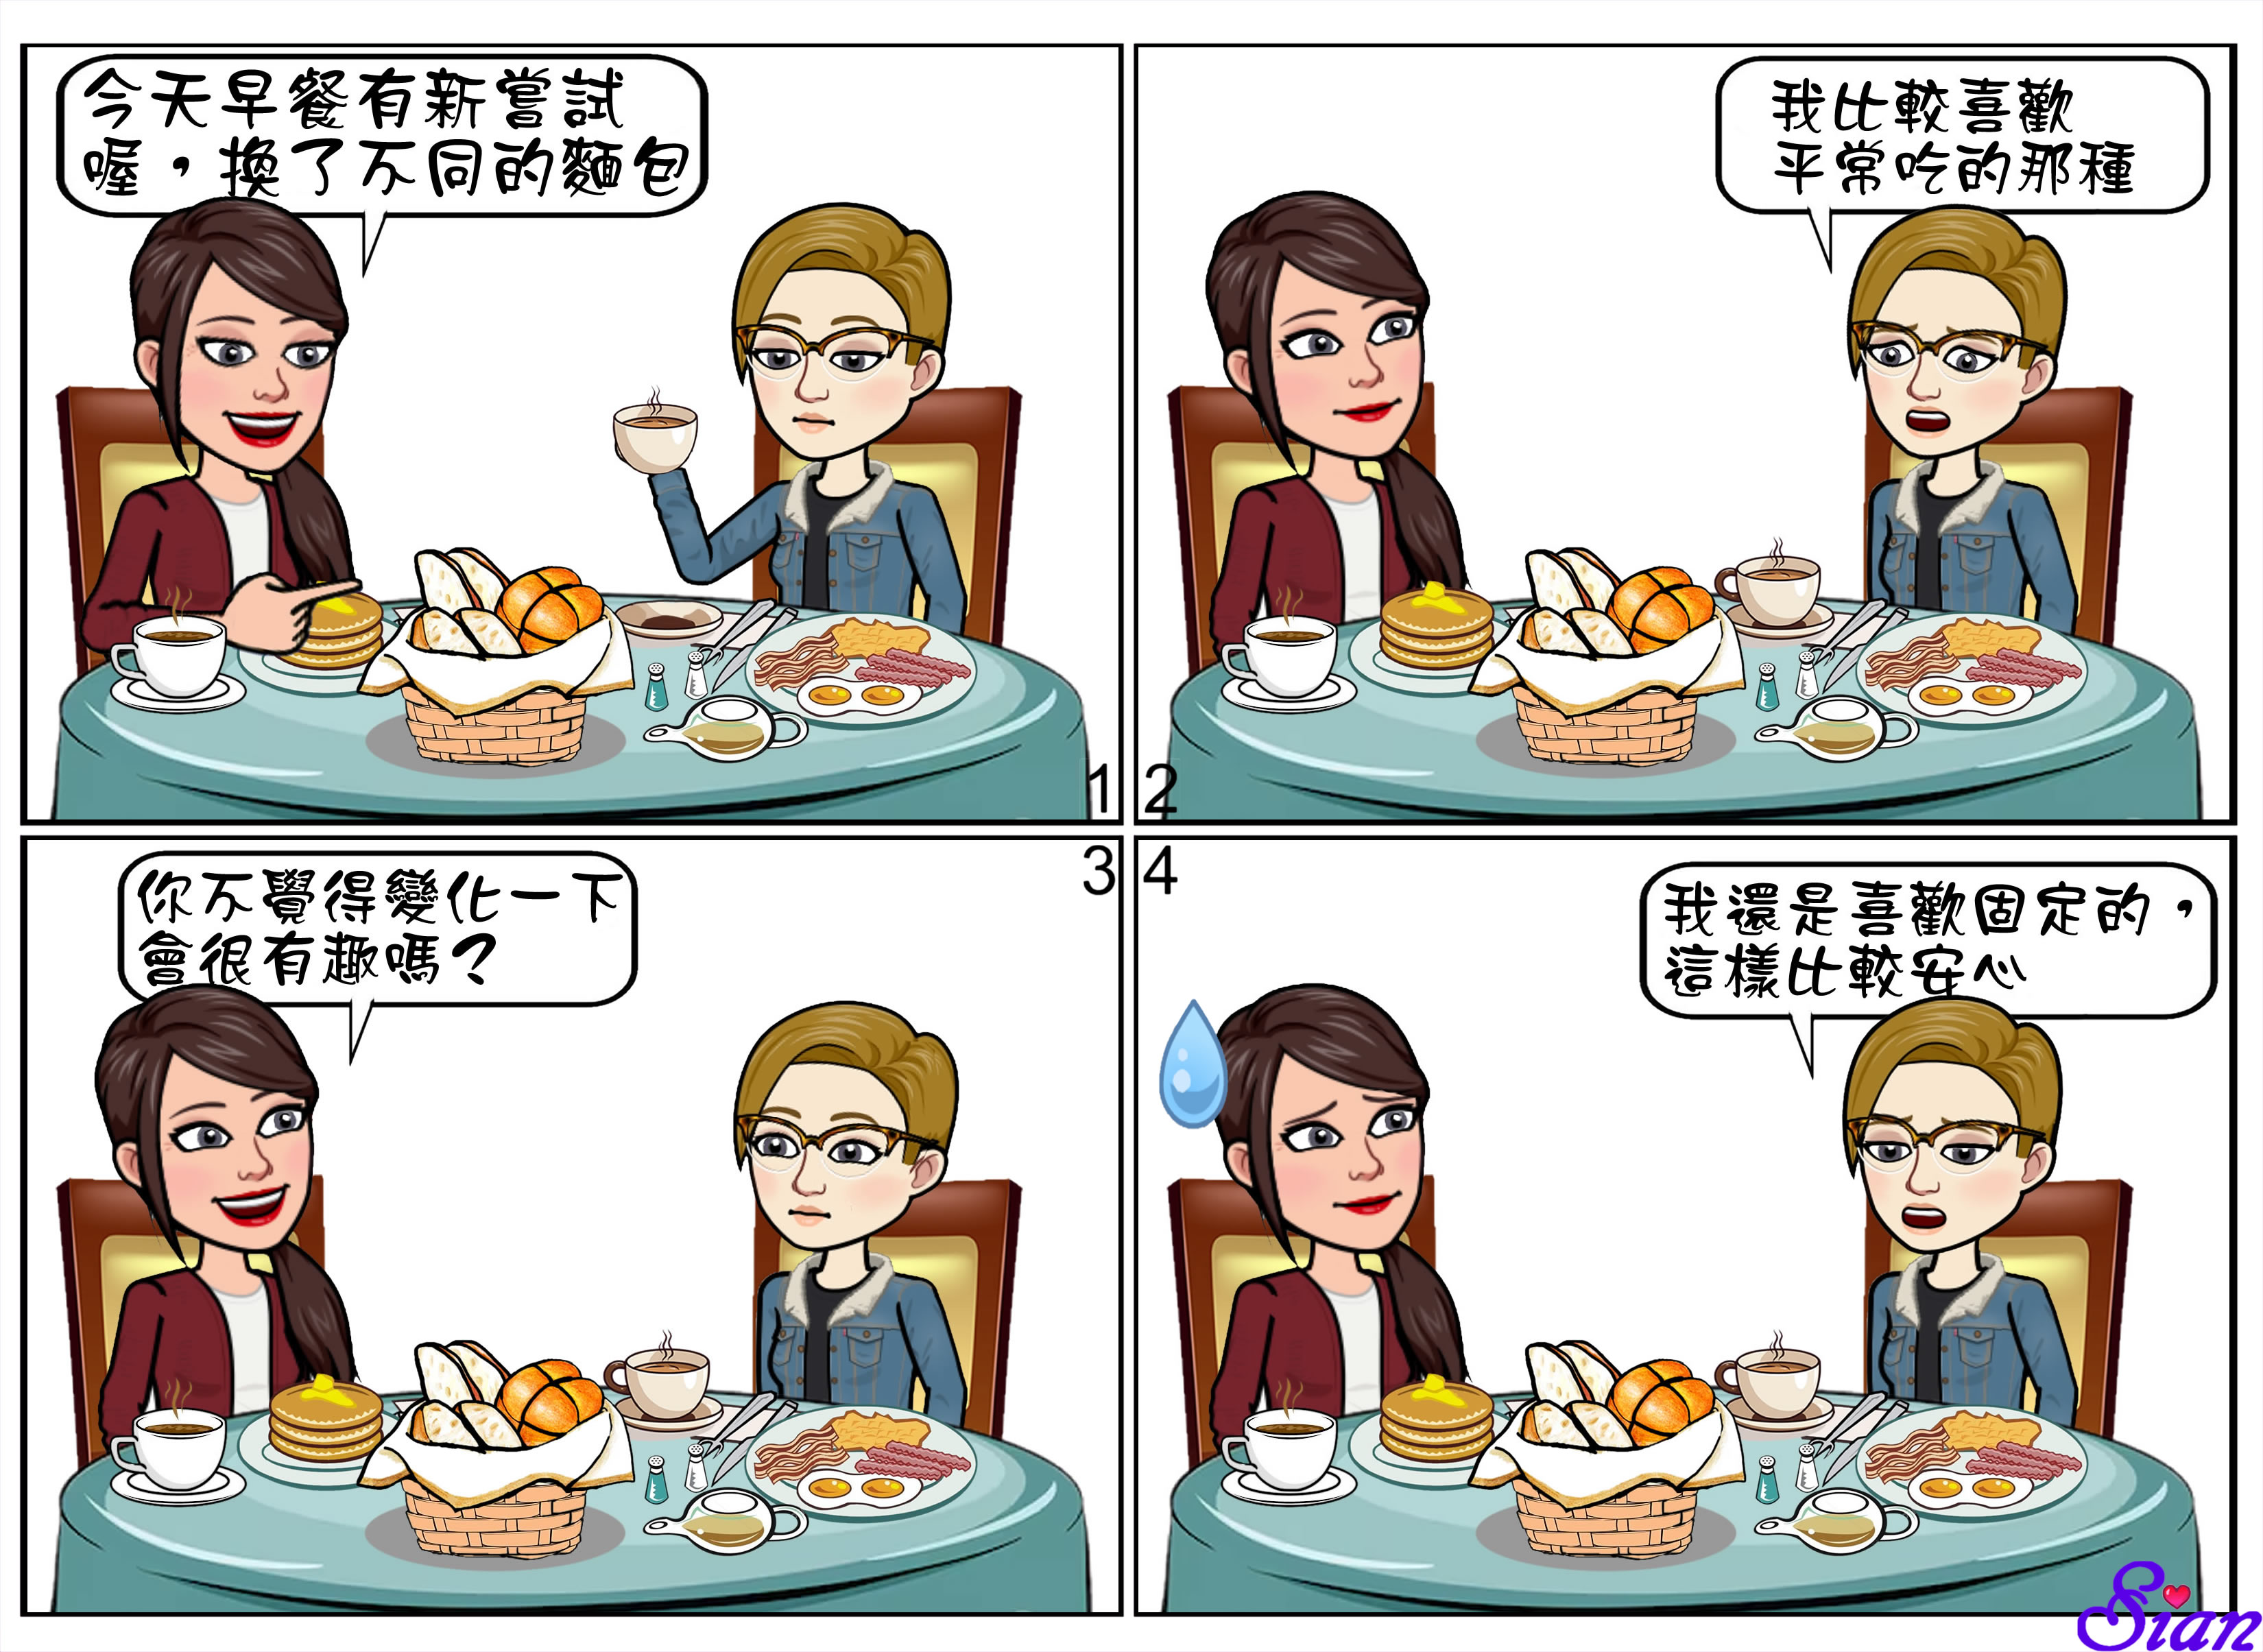 今天早餐有新嘗試
喔，換了不同的麵包
1
我比較喜歡
平常吃的那種
2
你不覺得變化一下
會很有趣嗎？
3
我還是喜歡固定的，
這樣比較安心
4
Sian